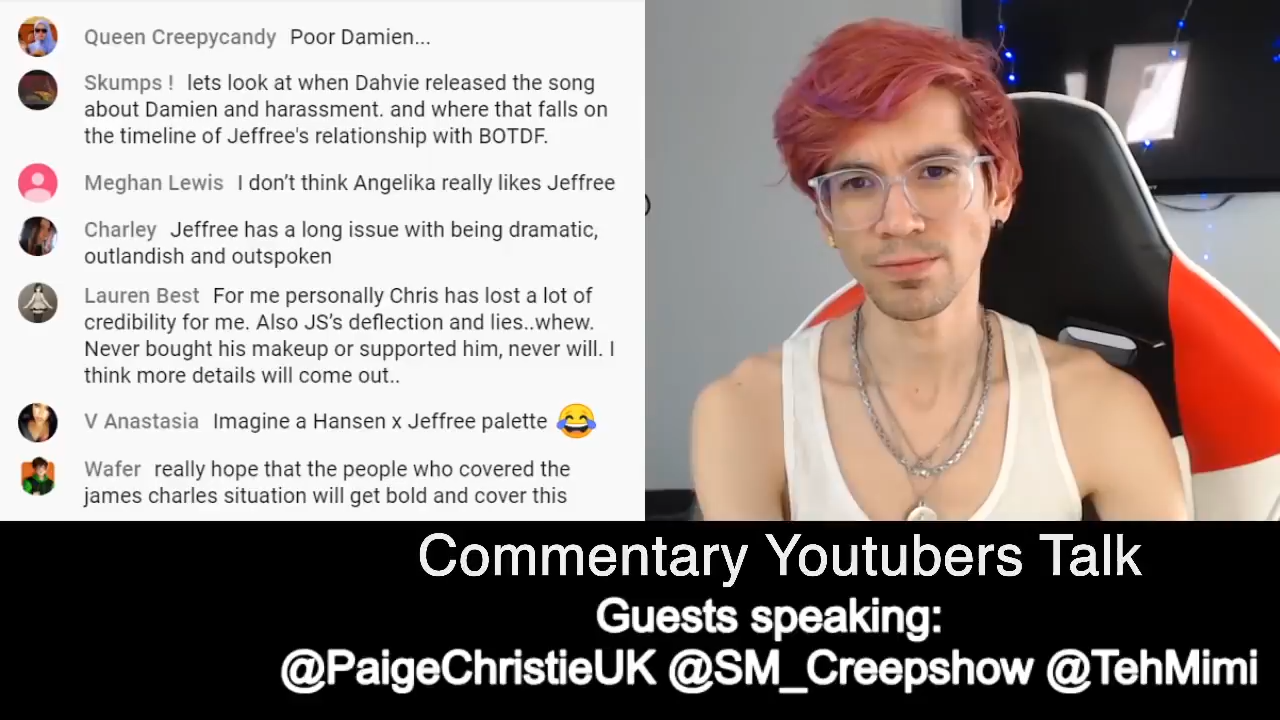 Queen Creepycandy Poor Damien...
Skumps ! lets look at when Dahvie released the song
about Damien and harassment. and where that falls on
the timeline of Jeffree's relationship with BOTDF.
Meghan Lewis I don’t think Angelika really likes Jeffree
Charley Jeffree has a long issue with being dramatic,
outlandish and outspoken
Lauren Best For me personally Chris has lost a lot of
credibility for me. Also JS’s deflection and lies..whew.
Never bought his makeup or supported him, never will. I
think more details will come out..
V Anastasia Imagine a Hansen x Jeffree palette 😂
Wafer really hope that the people who covered the
james charles situation will get bold and cover this
Commentary Youtubers Talk
Guests speaking:
@PaigeChristieUK @SM_Creepshow @TehMimi